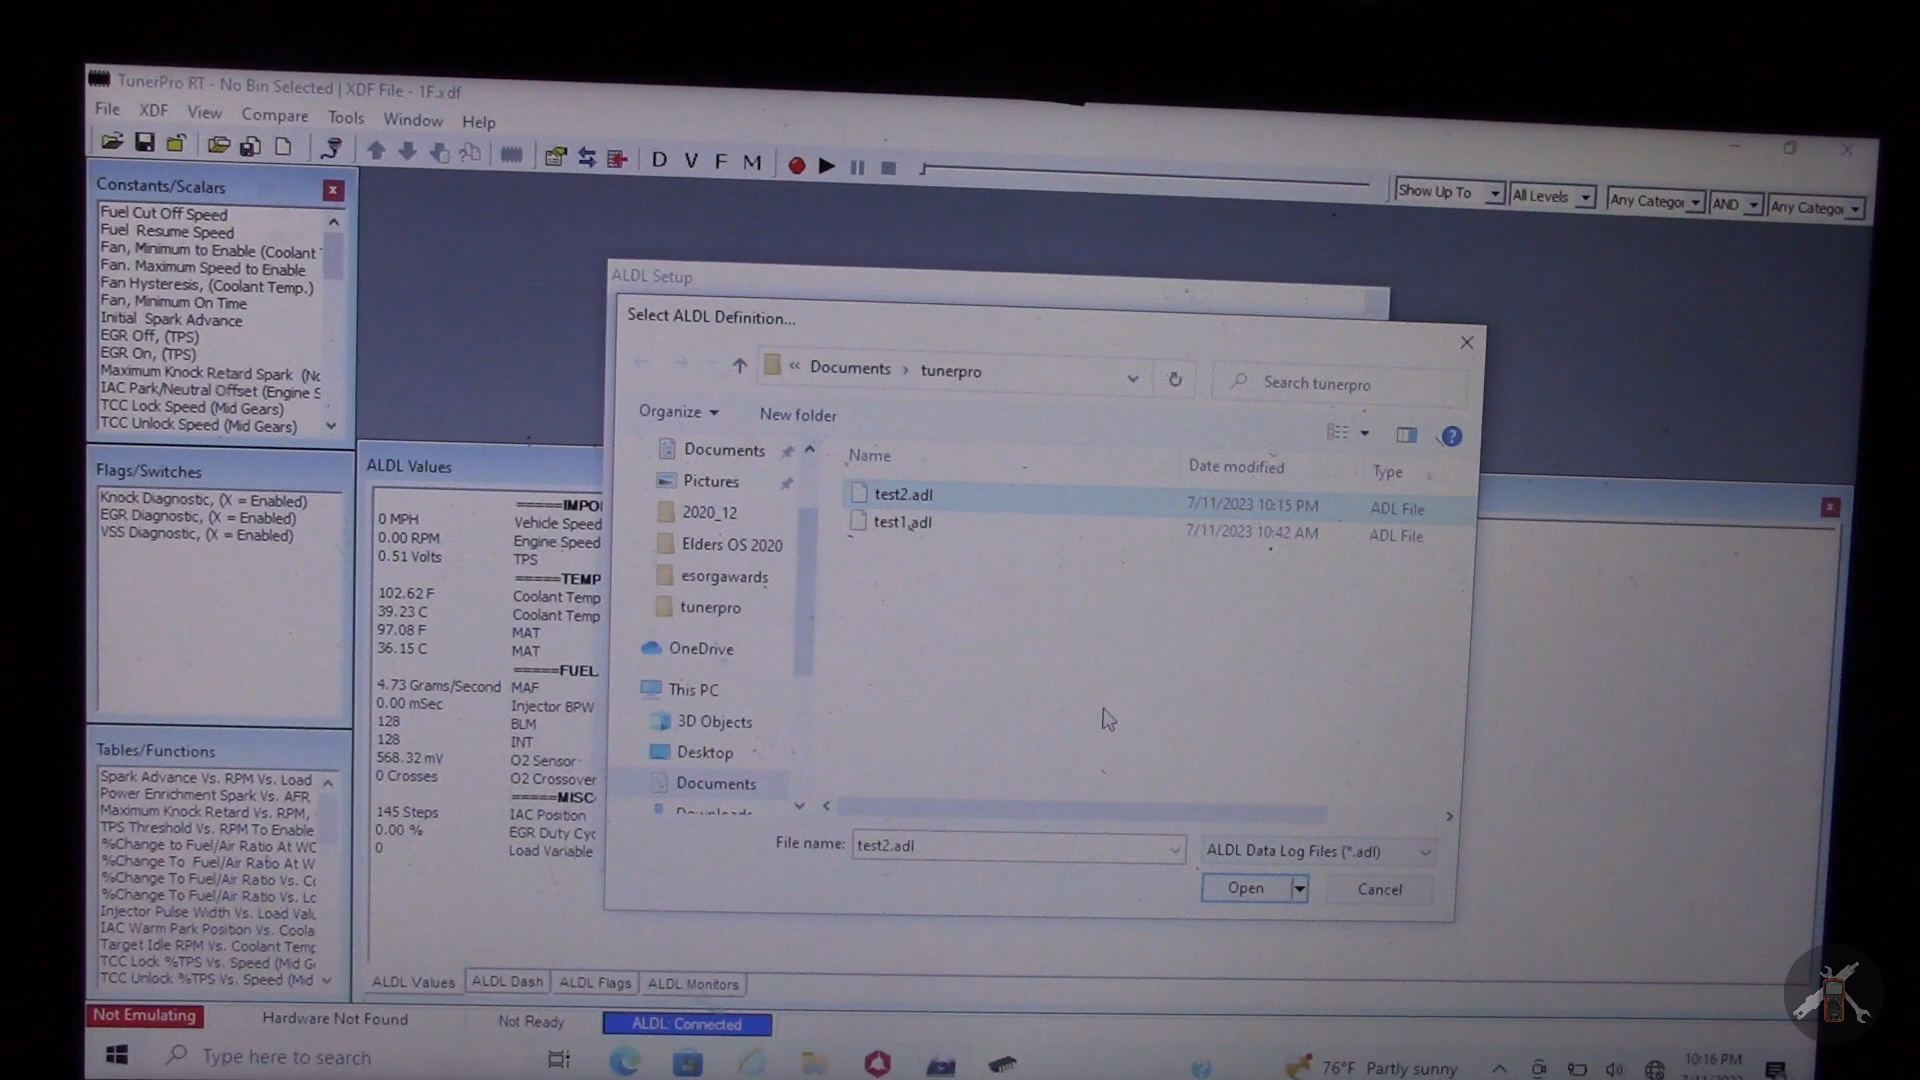 TunerPro RT - No Bin Selected | XDF File - 1F.xdf
File XDF View Compare Tools Window Help
D V F M
Show Up To All Levels Any Categor AND Any Categor
Constants/Scalars
Fuel Cut Off Speed
Fuel Resume Speed
Fan, Minimum to Enable (Coolant
Fan. Maximum Speed to Enable
Fan Hysteresis, (Coolant Temp.)
Fan, Minimum On Time
Initial Spark Advance
EGR Off, (TPS)
EGR On, (TPS)
Maximum Knock Retard Spark (Nc
IAC Park/Neutral Offset (Engine S
TCC Lock Speed (Mid Gears)
TCC Unlock Speed (Mid Gears)
Flags/Switches
Knock Diagnostic, (X = Enabled)
EGR Diagnostic, (X = Enabled)
VSS Diagnostic, (X = Enabled)
Tables/Functions
Spark Advance Vs. RPM Vs. Load
Power Enrichment Spark Vs. AFR
Maximum Knock Retard Vs. RPM,
TPS Threshold Vs. RPM To Enable
%Change to Fuel/Air Ratio At WC
%Change To Fuel/Air Ratio At W
%Change To Fuel/Air Ratio Vs. Cc
%Change To Fuel/Air Ratio Vs. Lc
Injector Pulse Width Vs. Load Valu
IAC Warm Park Position Vs. Coola
Target Idle RPM Vs. Coolant Temp
TCC Lock %TPS Vs. Speed (Mid G
TCC Unlock %TPS Vs. Speed (Mid
ALDL Values
=====IMPO
0 MPH Vehicle Speed
0.00 RPM Engine Speed
0.51 Volts TPS
=====TEMP
102.62 F Coolant Temp
39.23 C Coolant Temp
97.08 F MAT
36.15 C MAT
=====FUEL
4.73 Grams/Second MAF
0.00 mSec Injector BPW
128 BLM
128 INT
568.32 mV O2 Sensor
0 Crosses O2 Crossover
=====MISC
145 Steps IAC Position
0.00 % EGR Duty Cyc
0 Load Variable
ALDL Values ALDL Dash ALDL Flags ALDL Monitors
ALDL Setup
Select ALDL Definition...
« Documents › tunerpro
Search tunerpro
Organize New folder
Documents
Pictures
2020_12
Elders OS 2020
esorgawards
tunerpro
OneDrive
This PC
3D Objects
Desktop
Documents
Downloads
Name Date modified Type
test2.adl 7/11/2023 10:15 PM ADL File
test1.adl 7/11/2023 10:42 AM ADL File
File name: test2.adl ALDL Data Log Files (*.adl)
Open Cancel
Not Emulating Hardware Not Found Not Ready ALDL: Connected
Type here to search
76°F Partly sunny
10:16 PM